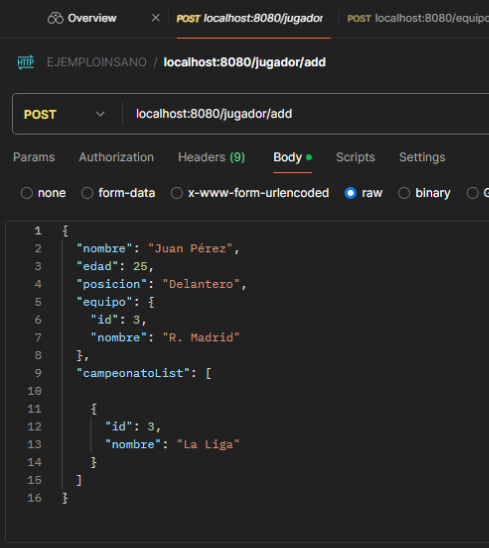 Overview × POST localhost:8080/jugador POST localhost:8080/equipo
HTTP EJEMPLOINSANO / localhost:8080/jugador/add
POST localhost:8080/jugador/add
Params Authorization Headers (9) Body Scripts Settings
none form-data x-www-form-urlencoded raw binary G
1 {
2 "nombre": "Juan Pérez",
3 "edad": 25,
4 "posicion": "Delantero",
5 "equipo": {
6 "id": 3,
7 "nombre": "R. Madrid"
8 },
9 "campeonatoList": [
10
11 {
12 "id": 3,
13 "nombre": "La Liga"
14 }
15 ]
16 }